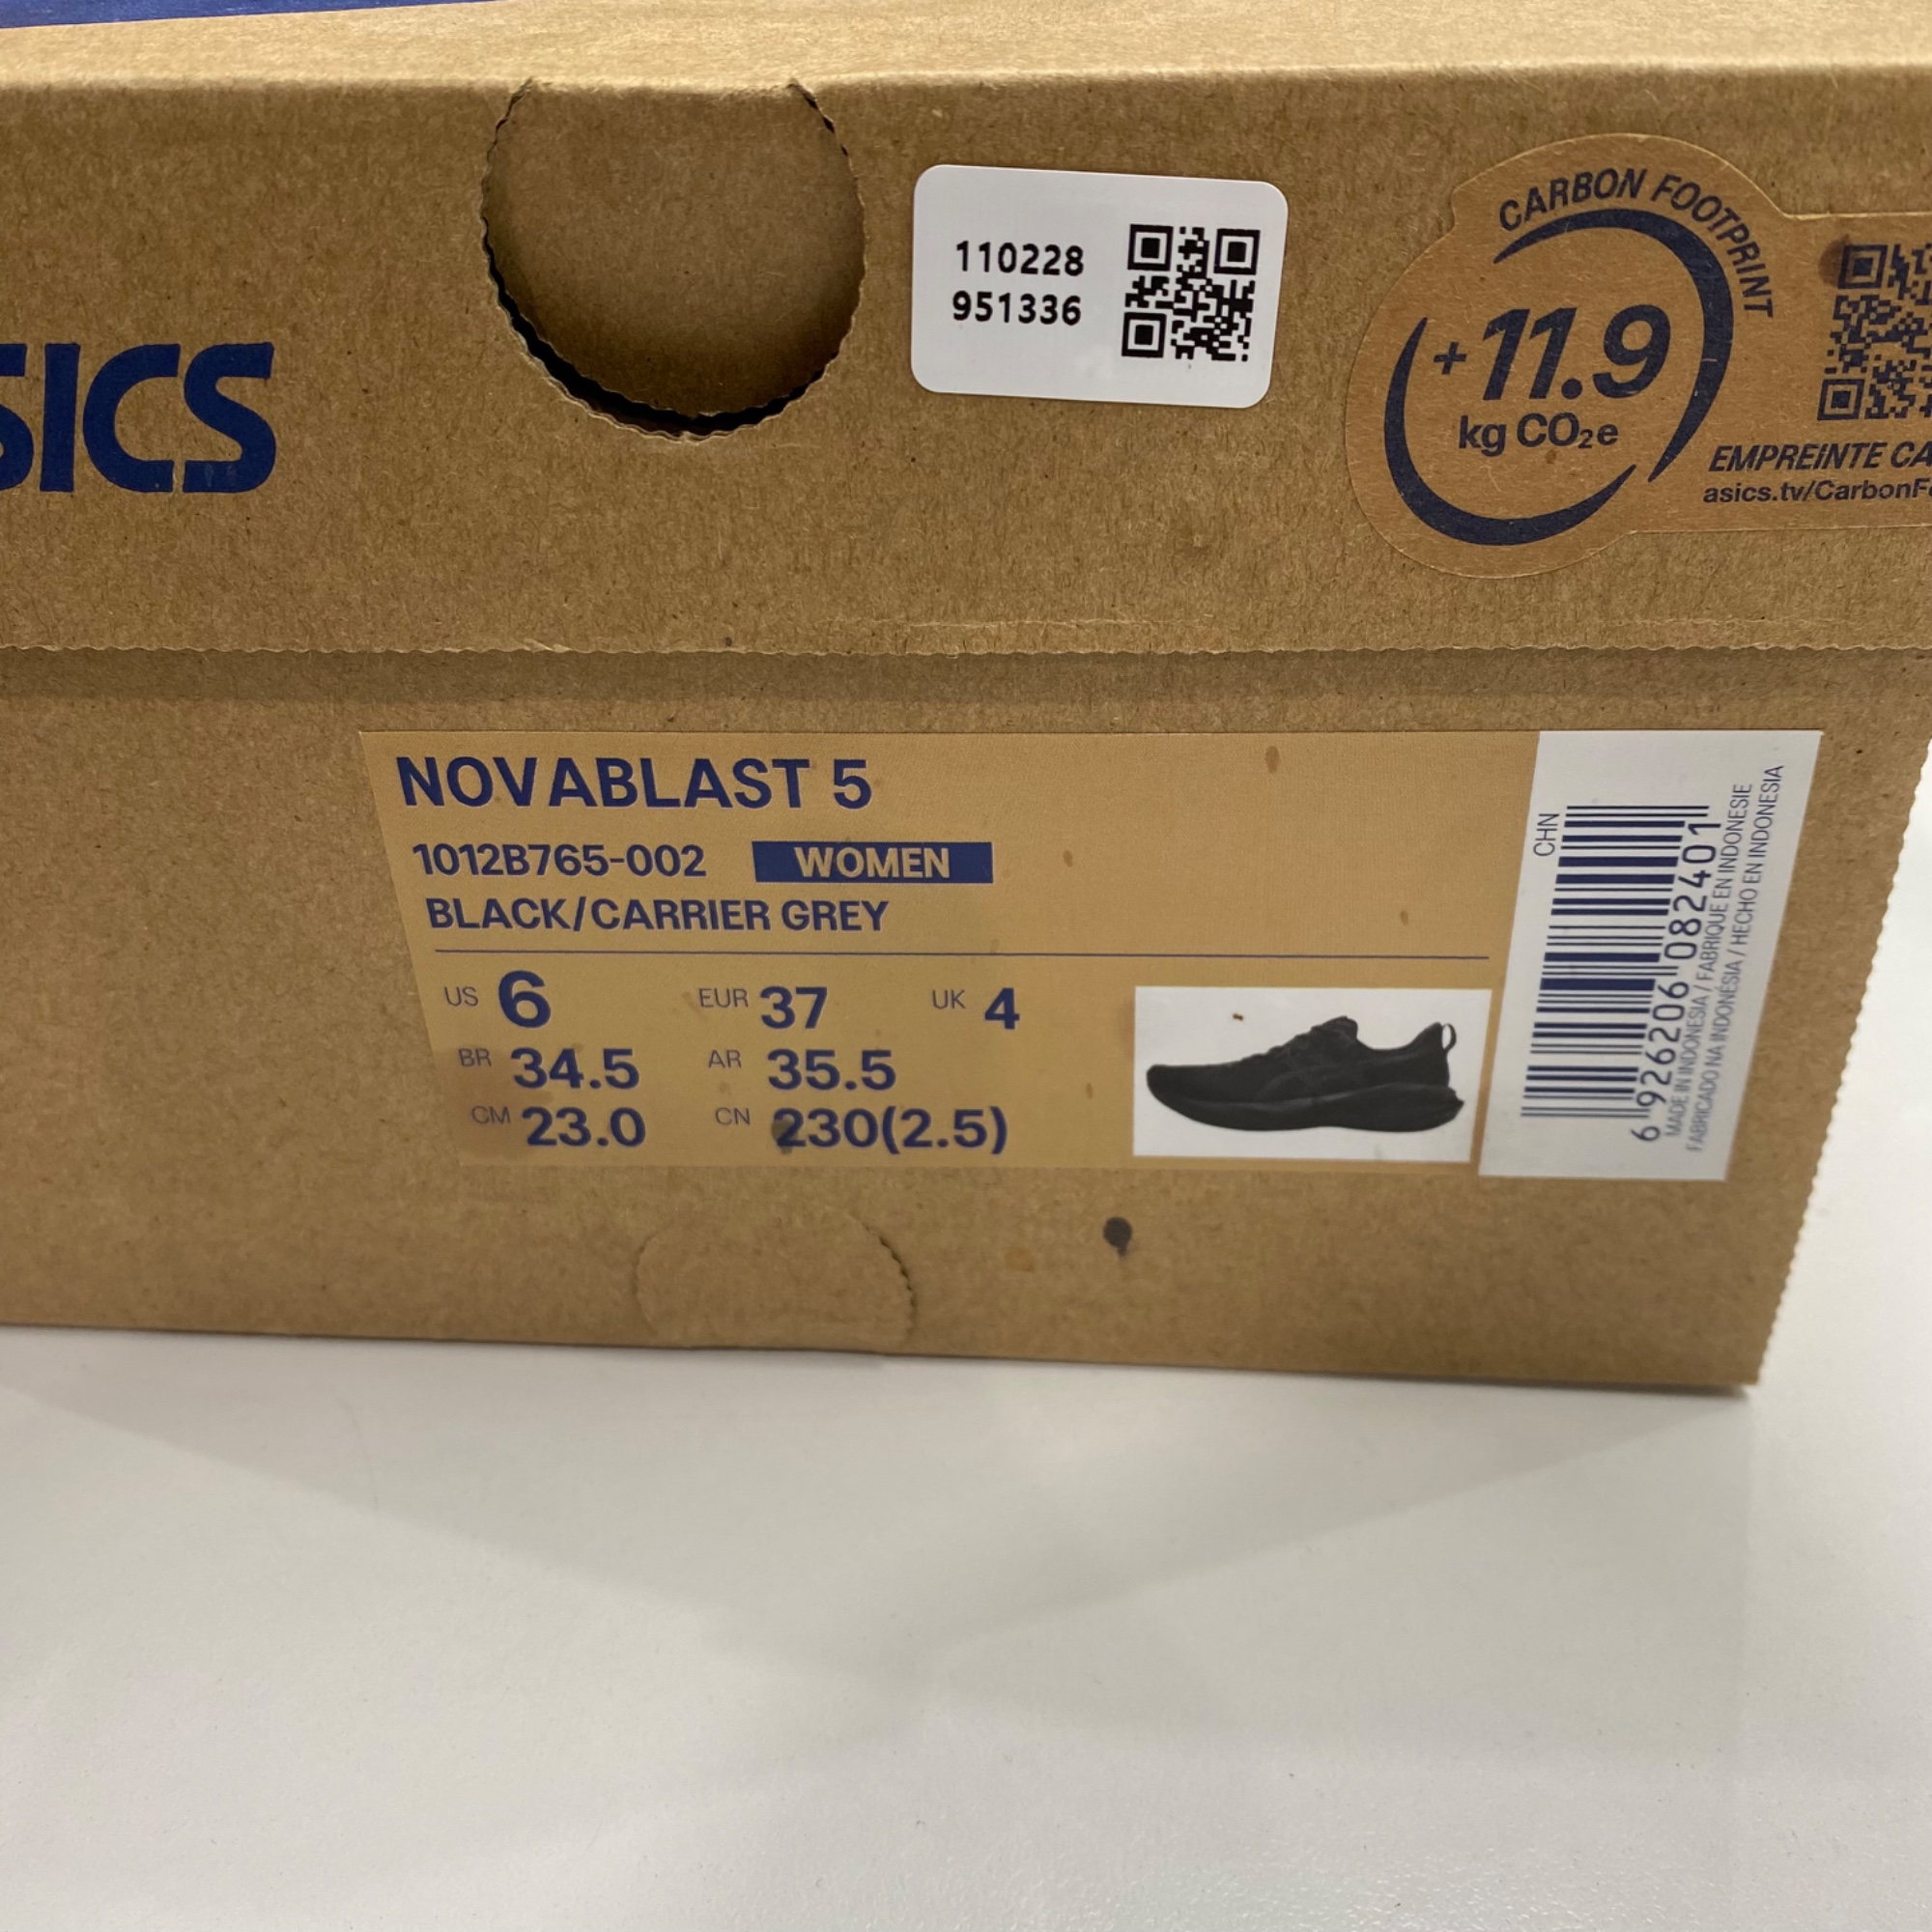 SICS
110228
951336
CARBON FOOTPRINT
+11.9
kg CO₂e
EMPREINTE CA
asics.tv/CarbonF
NOVABLAST 5
1012B765-002 WOMEN
BLACK/CARRIER GREY
US 6 EUR 37 UK 4
BR 34.5 AR 35.5
CM 23.0 CN 230(2.5)
CHN
6 926206 082401
MADE IN INDONESIA / FABRIQUE EN INDONESIE
FABRICADO NA INDONÉSIA / HECHO EN INDONESIA